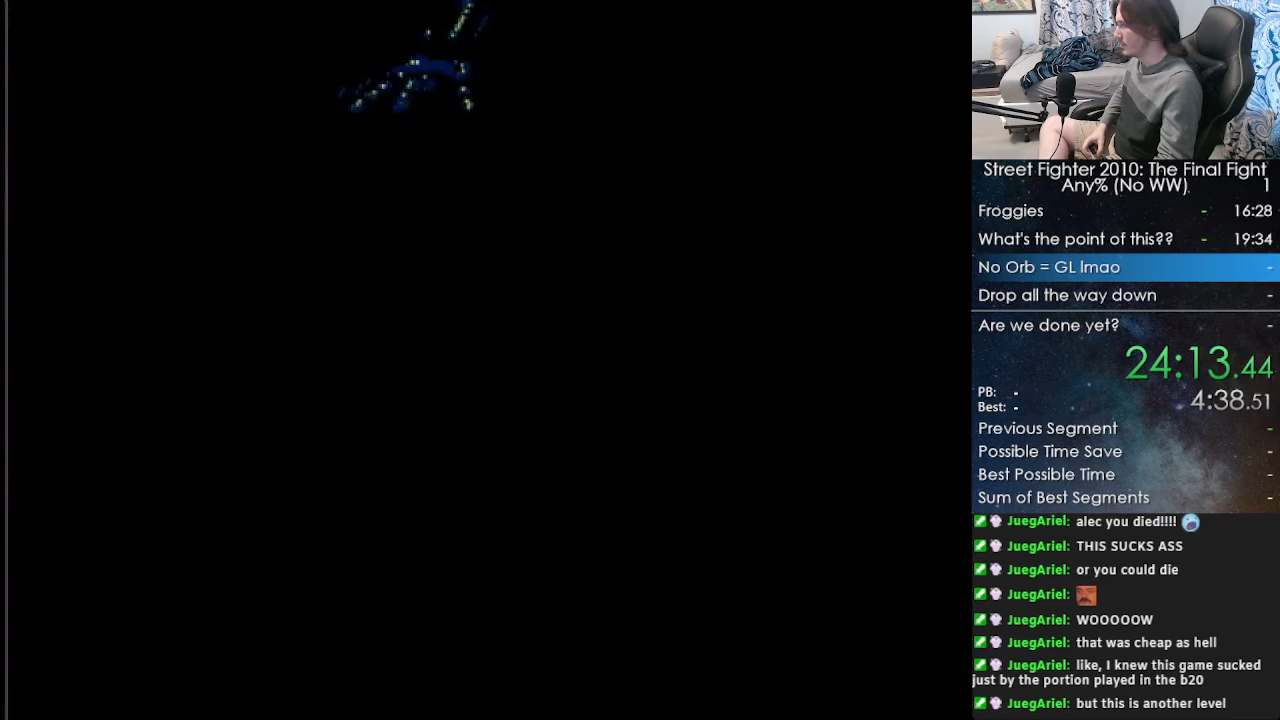 Street Fighter 2010: The Final Fight
Any% (No WW) 1
Froggies - 16:28
What's the point of this?? - 19:34
No Orb = GL lmao -
Drop all the way down -
Are we done yet? -
24:13.44
PB: -
4:38.51
Best: -
Previous Segment -
Possible Time Save -
Best Possible Time -
Sum of Best Segments -
JuegAriel: alec you died!!!!
JuegAriel: THIS SUCKS ASS
JuegAriel: or you could die
JuegAriel:
JuegAriel: WOOOOOW
JuegAriel: that was cheap as hell
JuegAriel: like, I knew this game sucked
just by the portion played in the b20
JuegAriel: but this is another level